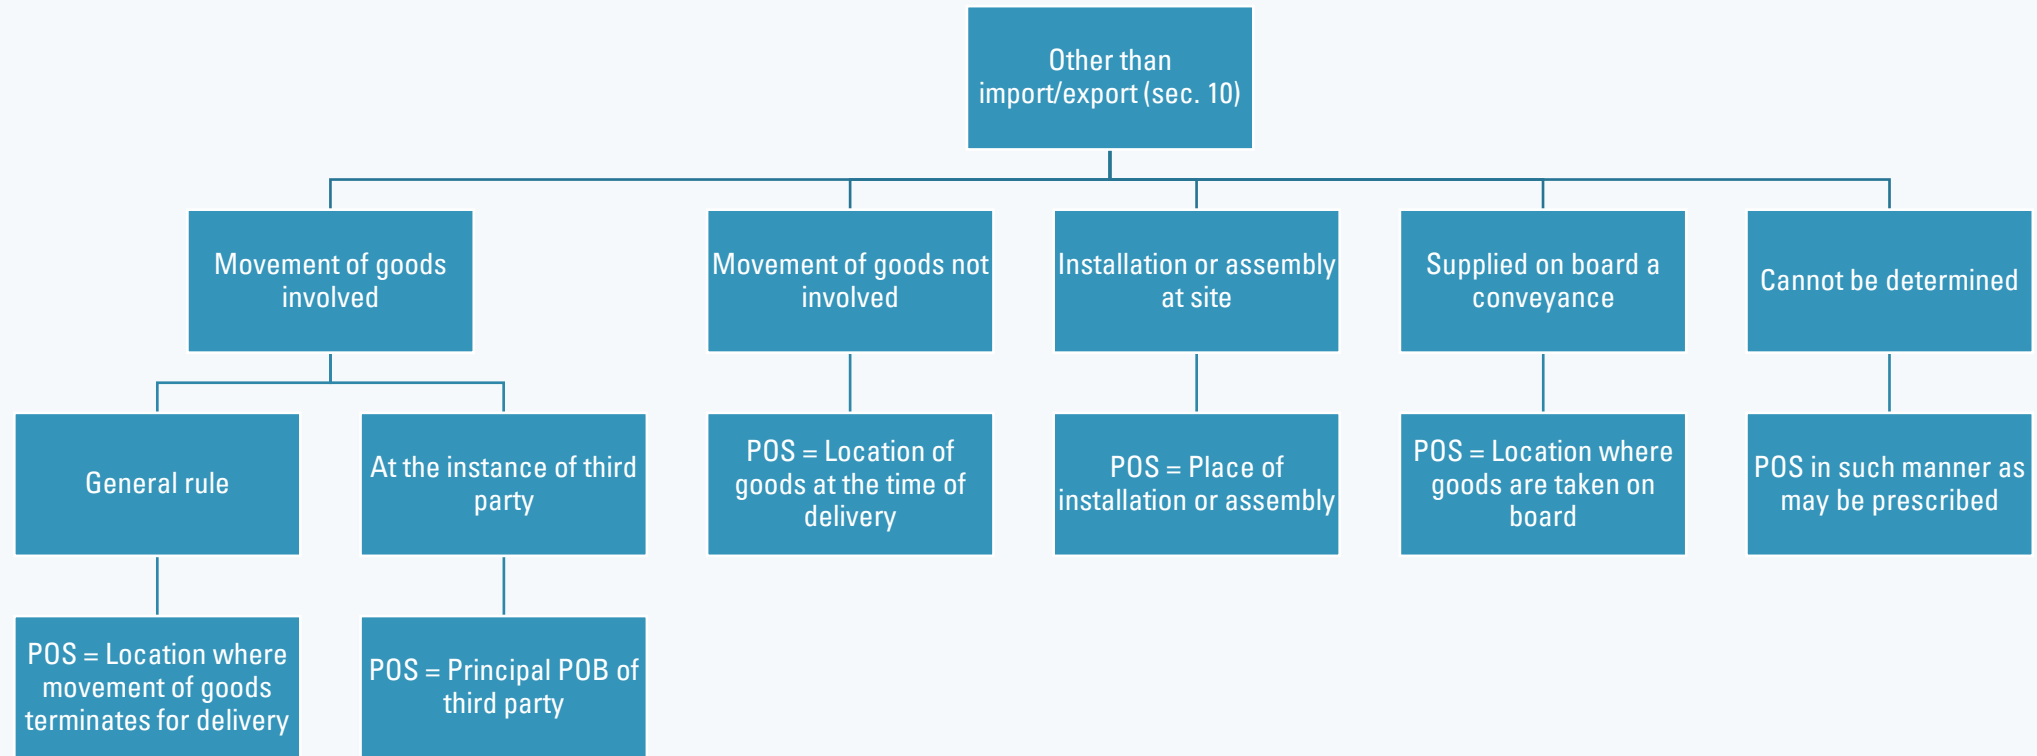 Other than
import/export (sec. 10)
Movement of goods
involved
Movement of goods not
involved
Installation or assembly
at site
Supplied on board a
conveyance
Cannot be determined
General rule
At the instance of third
party
POS = Location of
goods at the time of
delivery
POS = Place of
installation or assembly
POS = Location where
goods are taken on
board
POS in such manner as
may be prescribed
POS = Location where
movement of goods
terminates for delivery
POS = Principal POB of
third party